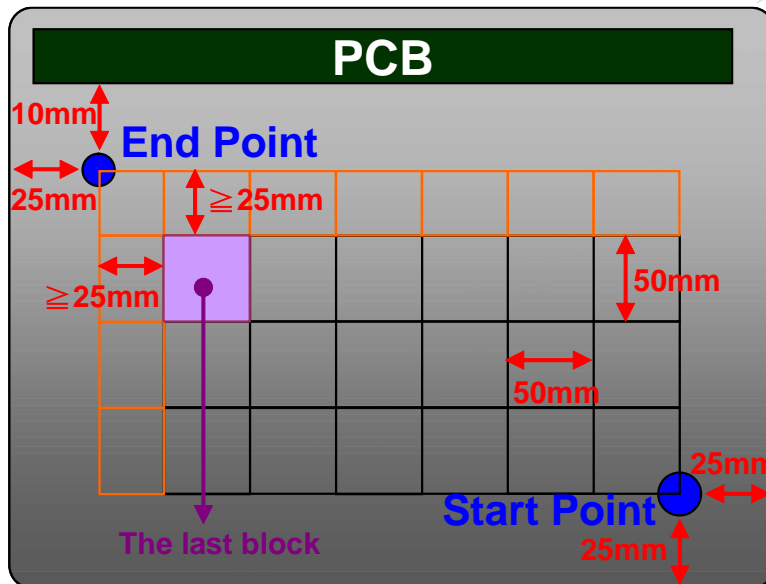 PCB
10mm
End Point
25mm
≧25mm
≧25mm
50mm
50mm
25mm
Start Point
The last block
25mm